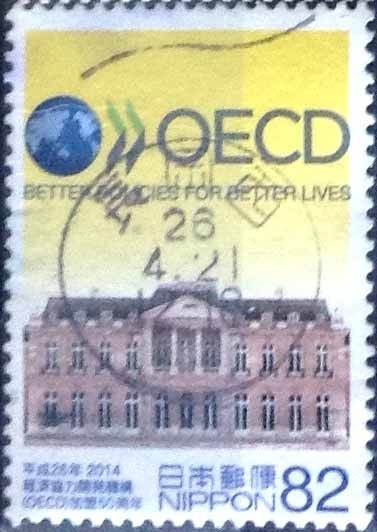 OECD
BETTER POLICIES FOR BETTER LIVES
26
4.21
平成26年 2014
経済協力開発機構
(OECD)加盟50周年
日本郵便
NIPPON 82